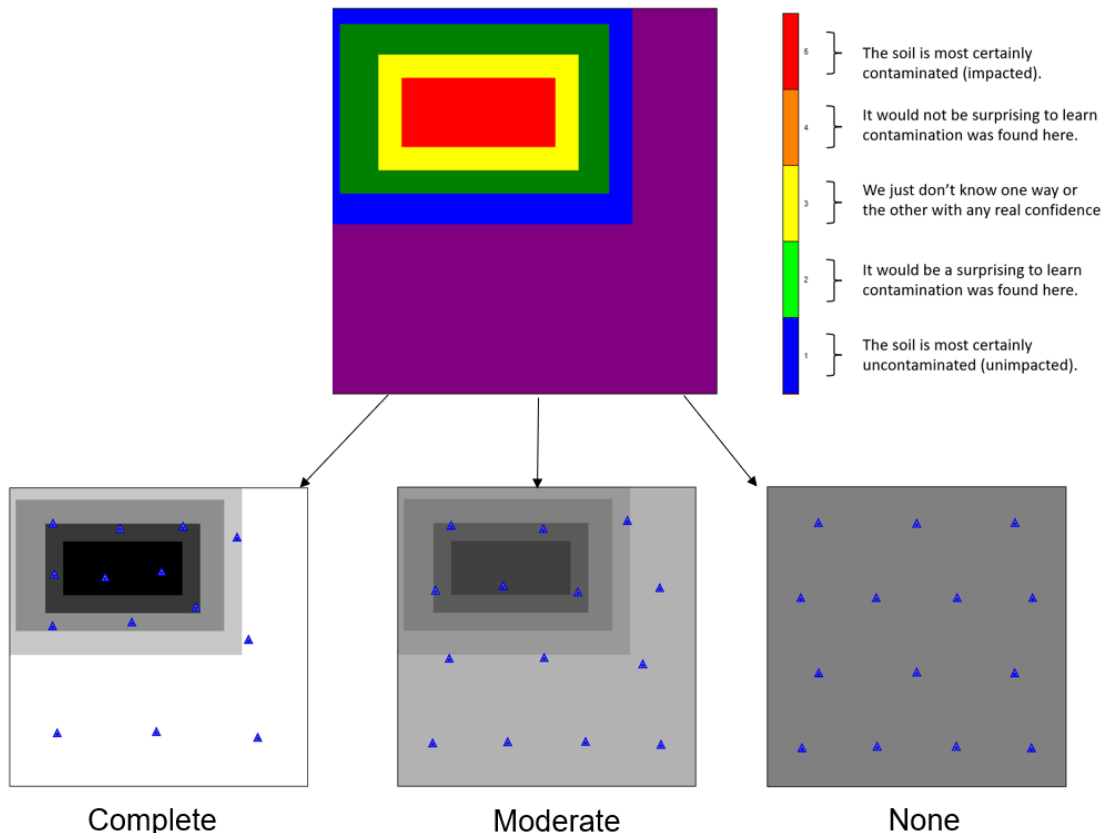 5
The soil is most certainly
contaminated (impacted).
4
It would not be surprising to learn
contamination was found here.
3
We just don’t know one way or
the other with any real confidence
2
It would be a surprising to learn
contamination was found here.
1
The soil is most certainly
uncontaminated (unimpacted).
Complete
Moderate
None